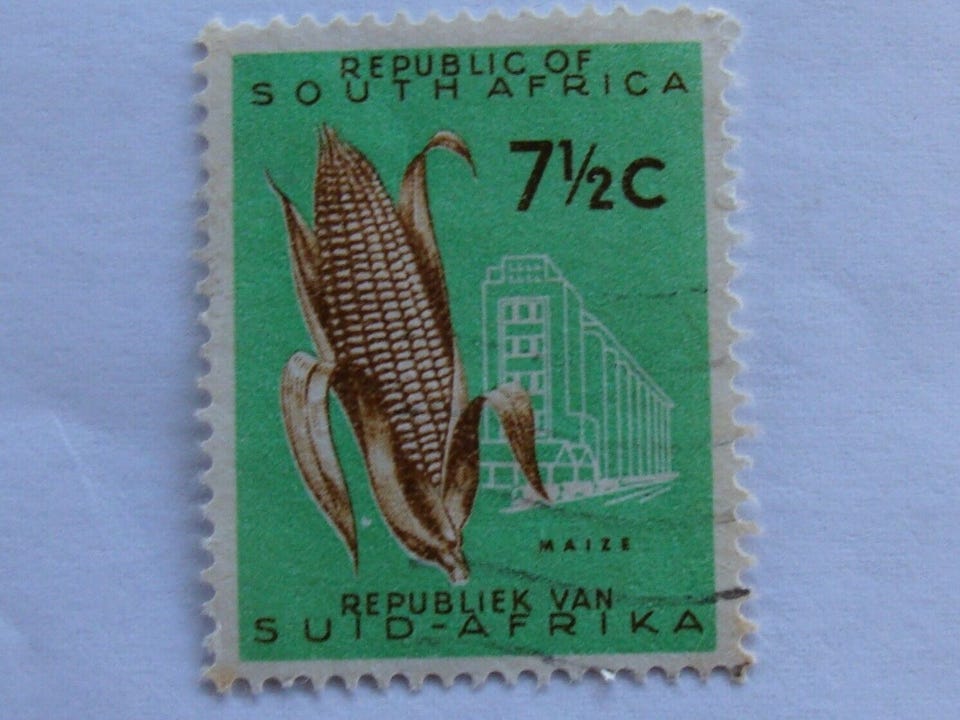 REPUBLIC OF
SOUTH AFRICA
7½C
MAIZE
REPUBLIEK VAN
SUID-AFRIKA